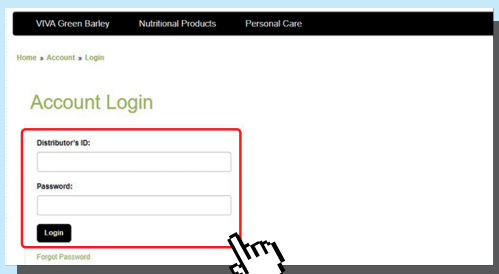 VIVA Green Barley Nutritional Products Personal Care
Home » Account » Login
Account Login
Distributor's ID:
Password:
Login
Forgot Password